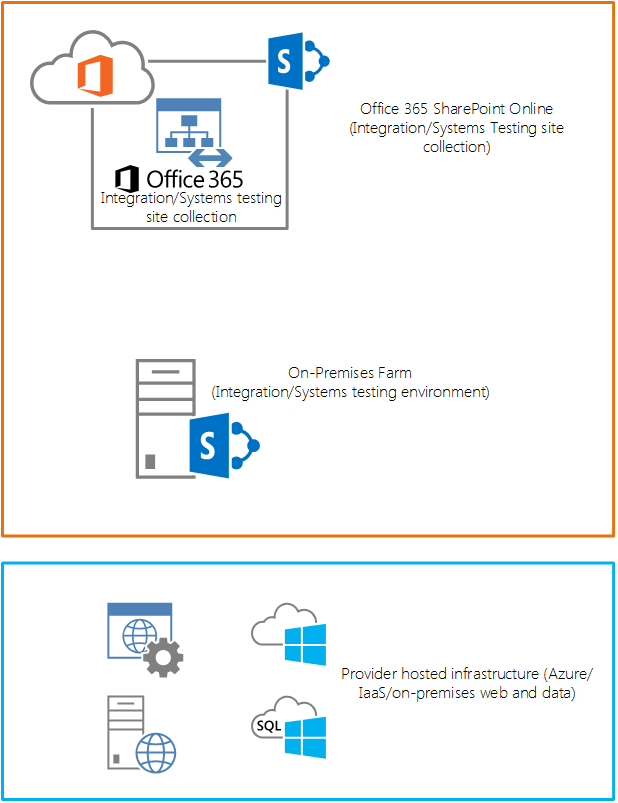 S
Office 365 SharePoint Online
(Integration/Systems Testing site
collection)
Office 365
Integration/Systems testing
site collection
On-Premises Farm
(Integration/Systems testing environment)
S
Provider hosted infrastructure (Azure/
IaaS/on-premises web and data)
SQL